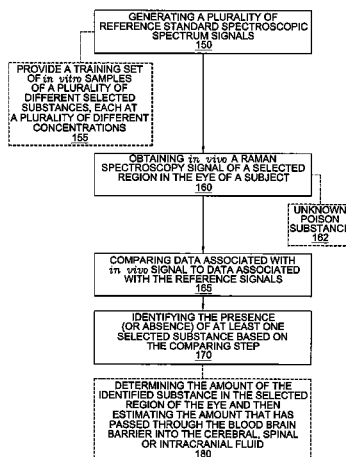 GENERATING A PLURALITY OF
REFERENCE STANDARD SPECTROSCOPIC
SPECTRUM SIGNALS
150
PROVIDE A TRAINING SET
OF in vitro SAMPLES
OF A PLURALITY OF
DIFFERENT SELECTED
SUBSTANCES, EACH AT
A PLURALITY OF DIFFERENT
CONCENTRATIONS
155
OBTAINING in vivo A RAMAN
SPECTROSCOPY SIGNAL OF A SELECTED
REGION IN THE EYE OF A SUBJECT
160
UNKNOWN
POISON
SUBSTANCE
162
COMPARING DATA ASSOCIATED WITH
in vivo SIGNAL TO DATA ASSOCIATED
WITH THE REFERENCE SIGNALS
165
IDENTIFYING THE PRESENCE
(OR ABSENCE) OF AT LEAST ONE
SELECTED SUBSTANCE BASED ON
THE COMPARING STEP
170
DETERMINING THE AMOUNT OF THE
IDENTIFIED SUBSTANCE IN THE SELECTED
REGION OF THE EYE AND THEN
ESTIMATING THE AMOUNT THAT HAS
PASSED THROUGH THE BLOOD BRAIN
BARRIER INTO THE CEREBRAL, SPINAL
OR INTRACRANIAL FLUID
180